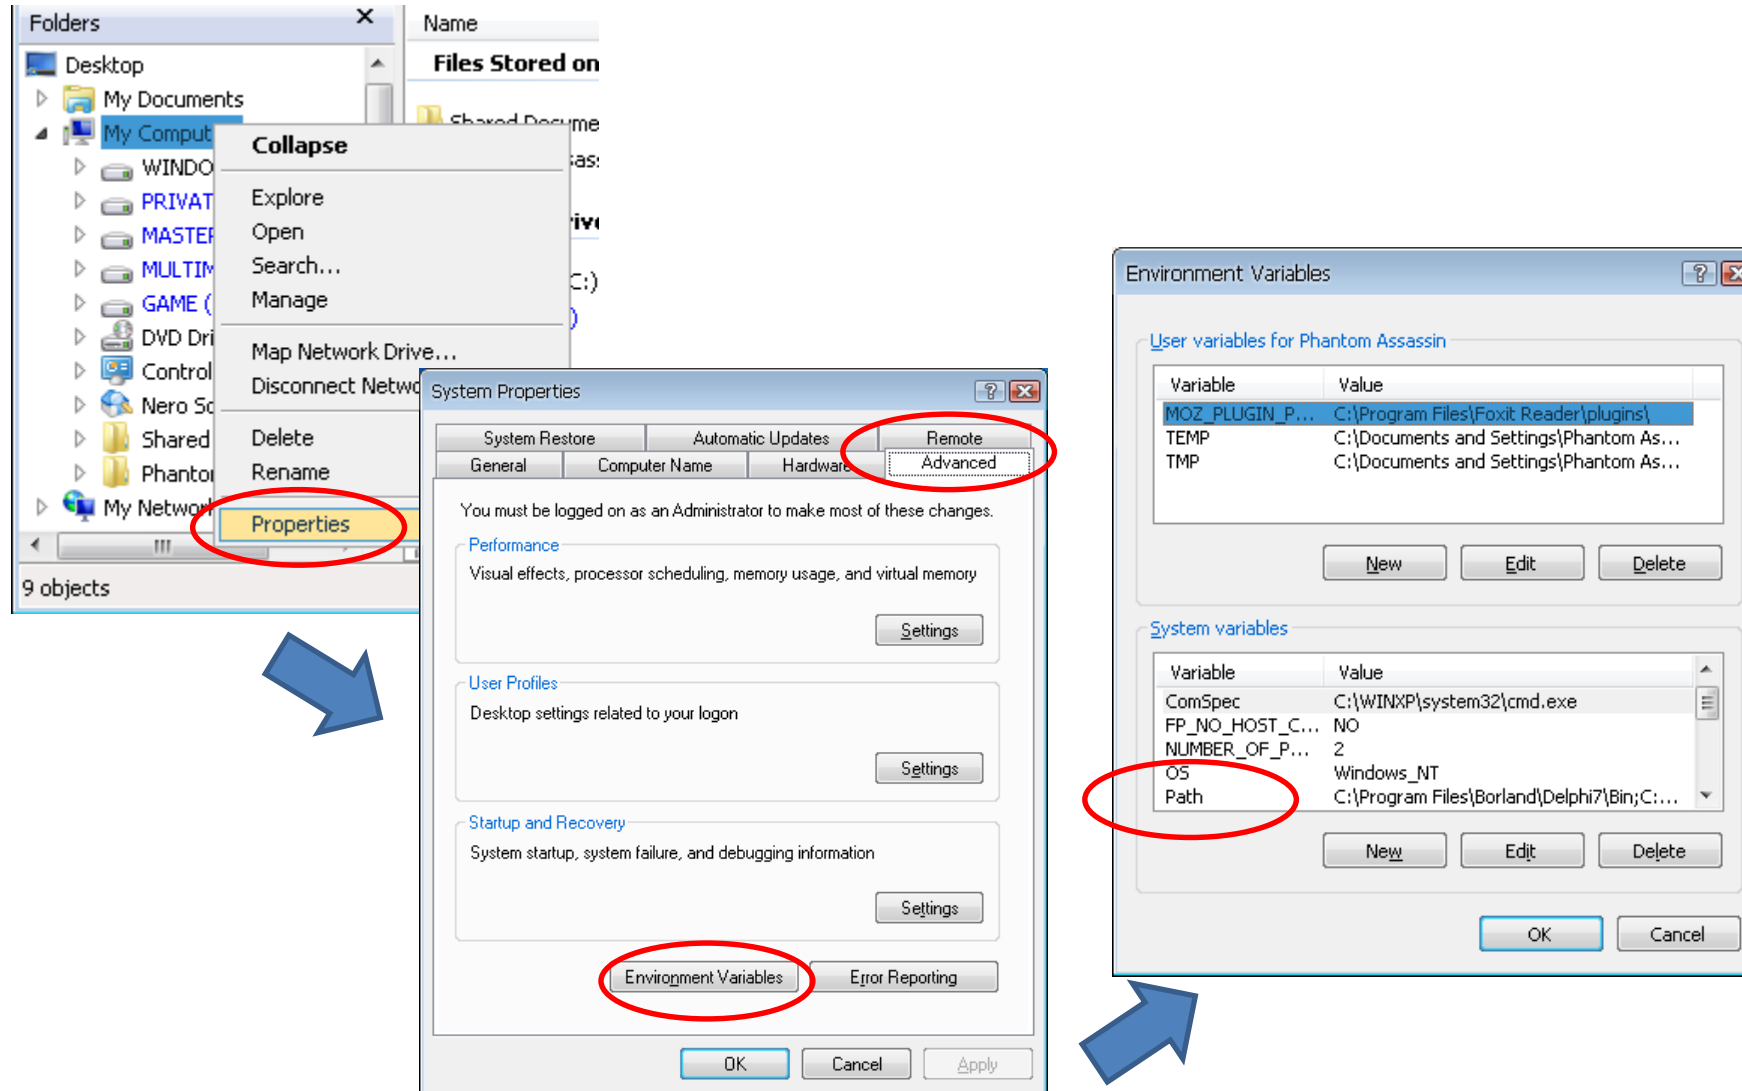 Folders
Name
Desktop
Files Stored on
My Documents
My Comput
Shared Docume
Collapse
WINDO
PRIVAT
Explore
MASTER
Open
MULTIM
Search...
C:)
GAME (
Manage
)
DVD Dri
Map Network Drive...
Control
Disconnect Netwo
Nero Sc
Shared
Delete
Phanto
Rename
My Network
Properties
9 objects
System Properties
System Restore
Automatic Updates
Remote
General
Computer Name
Hardware
Advanced
You must be logged on as an Administrator to make most of these changes.
Performance
Visual effects, processor scheduling, memory usage, and virtual memory
Settings
User Profiles
Desktop settings related to your logon
Settings
Startup and Recovery
System startup, system failure, and debugging information
Settings
Environment Variables
Error Reporting
OK
Cancel
Apply
Environment Variables
User variables for Phantom Assassin
Variable Value
MOZ_PLUGIN_P... C:\Program Files\Foxit Reader\plugins\
TEMP C:\Documents and Settings\Phantom As...
TMP C:\Documents and Settings\Phantom As...
New
Edit
Delete
System variables
Variable Value
ComSpec C:\WINXP\system32\cmd.exe
FP_NO_HOST_C... NO
NUMBER_OF_P... 2
OS Windows_NT
Path C:\Program Files\Borland\Delphi7\Bin;C:...
New
Edit
Delete
OK
Cancel